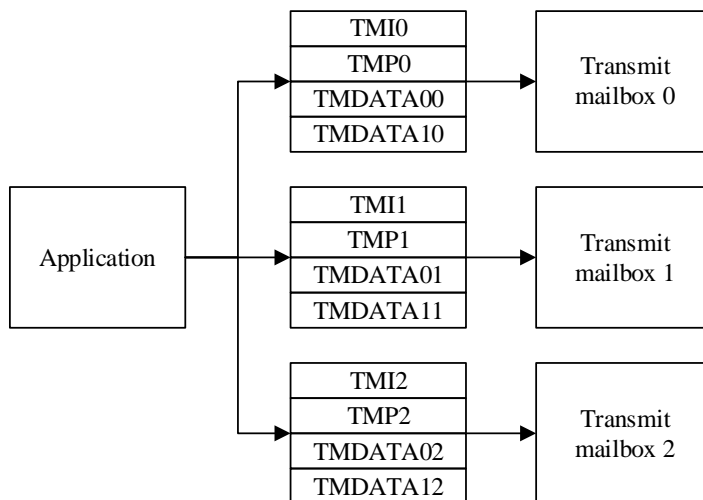 TMI0
TMP0
TMDATA00
TMDATA10
Transmit
mailbox 0
Application
TMI1
TMP1
TMDATA01
TMDATA11
Transmit
mailbox 1
TMI2
TMP2
TMDATA02
TMDATA12
Transmit
mailbox 2